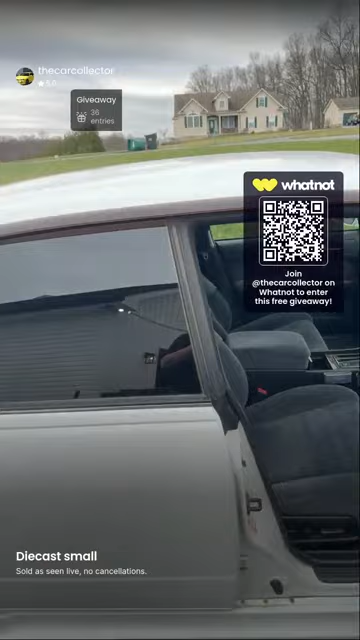 thecarcollector
★ 5.0
Giveaway
36
entries
whatnot
Join
@thecarcollector on
Whatnot to enter
this free giveaway!
Diecast small
Sold as seen live, no cancellations.